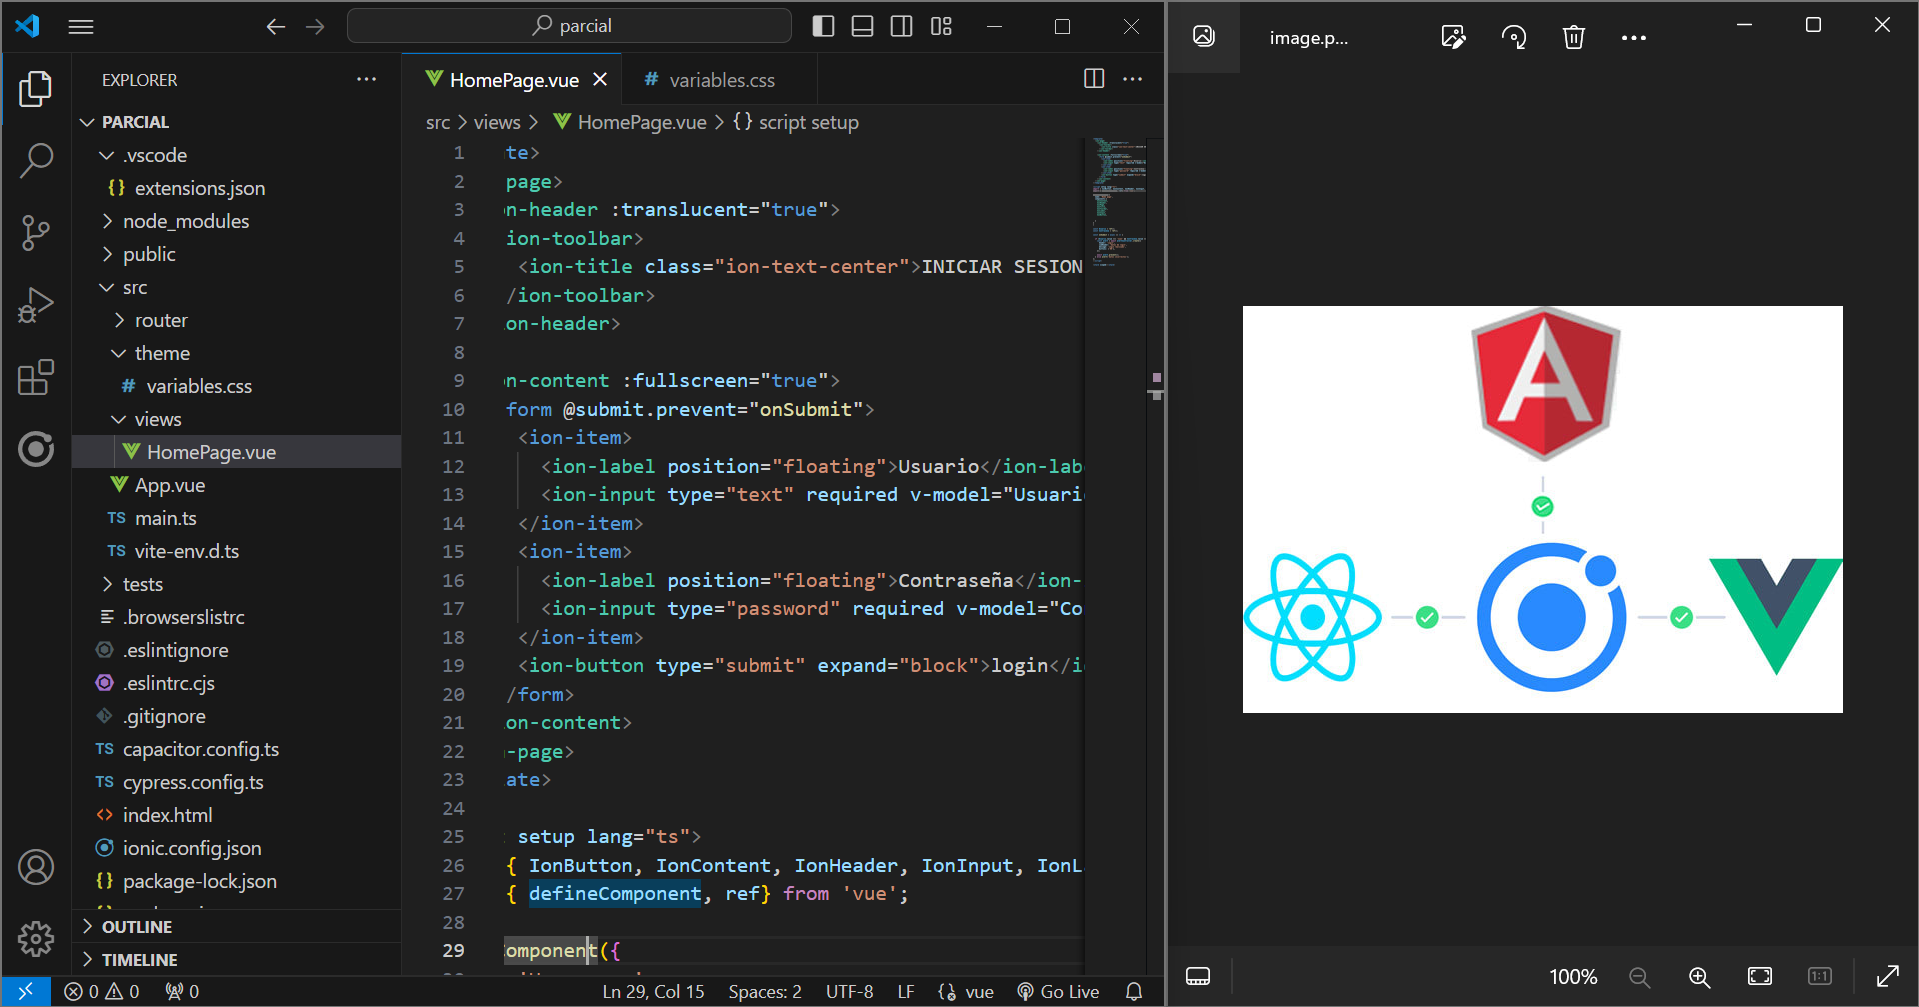 parcial
image.p...
EXPLORER
HomePage.vue
# variables.css
PARCIAL
src > views > HomePage.vue > {} script setup
.vscode
{} extensions.json
node_modules
public
src
router
theme
# variables.css
views
HomePage.vue
App.vue
TS main.ts
TS vite-env.d.ts
tests
.browserslistrc
.eslintignore
.eslintrc.cjs
.gitignore
TS capacitor.config.ts
TS cypress.config.ts
<> index.html
ionic.config.json
{} package-lock.json
OUTLINE
TIMELINE
1 te>
2 page>
3 n-header :translucent="true">
4 ion-toolbar>
5 <ion-title class="ion-text-center">INICIAR SESION
6 /ion-toolbar>
7 on-header>
8
9 n-content :fullscreen="true">
10 form @submit.prevent="onSubmit">
11 <ion-item>
12 <ion-label position="floating">Usuario</ion-lab
13 <ion-input type="text" required v-model="Usuari
14 </ion-item>
15 <ion-item>
16 <ion-label position="floating">Contraseña</ion-
17 <ion-input type="password" required v-model="Co
18 </ion-item>
19 <ion-button type="submit" expand="block">login</i
20 /form>
21 on-content>
22 -page>
23 ate>
24
25 setup lang="ts">
26 { IonButton, IonContent, IonHeader, IonInput, IonL
27 { defineComponent, ref} from 'vue';
28
29 omponent({
0 0 0
Ln 29, Col 15 Spaces: 2 UTF-8 LF {} vue Go Live
100% 1:1